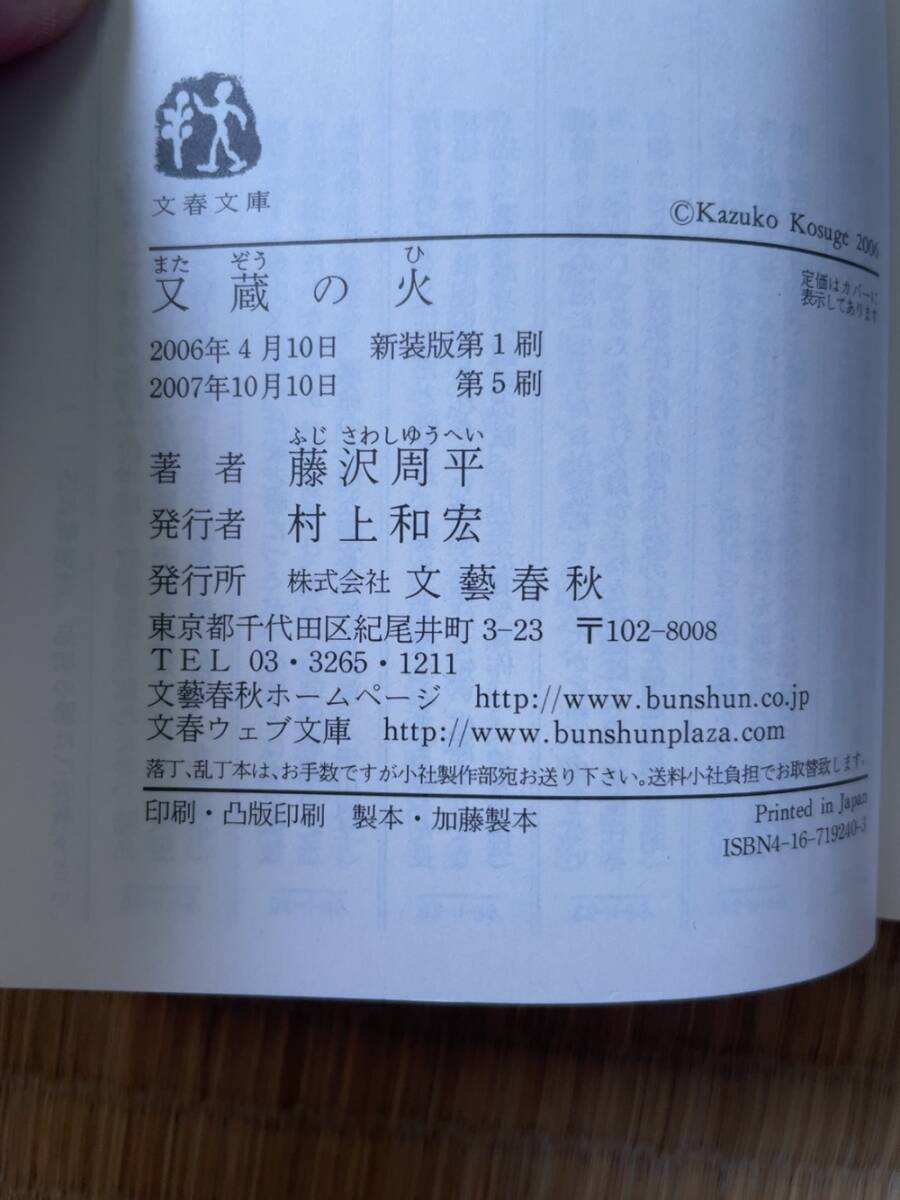 文春文庫
©Kazuko Kosuge 2006
定価はカバーに
表示してあります
また ぞう ひ
又蔵の火
2006年4月10日 新装版第1刷
2007年10月10日 第5刷
ふじ さわしゆうへい
著者 藤沢周平
発行者 村上和宏
発行所 株式会社 文藝春秋
東京都千代田区紀尾井町3-23 〒102-8008
TEL 03・3265・1211
文藝春秋ホームページ http://www.bunshun.co.jp
文春ウェブ文庫 http://www.bunshunplaza.com
落丁、乱丁本は、お手数ですが小社製作部宛お送り下さい。送料小社負担でお取替致します。
印刷・凸版印刷 製本・加藤製本
Printed in Japan
ISBN4-16-719240-3